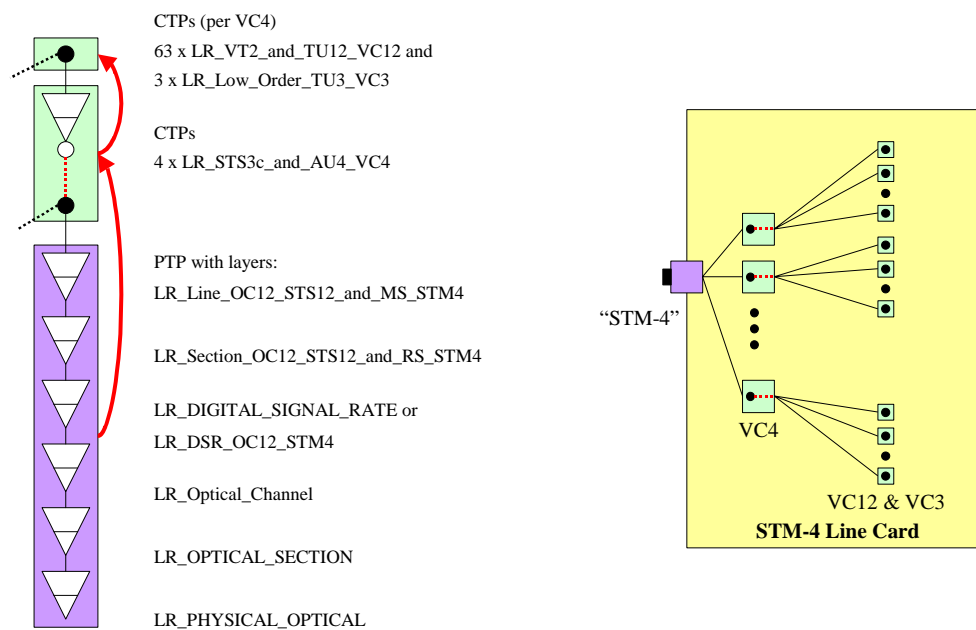 CTPs (per VC4)
63 x LR_VT2_and_TU12_VC12 and
3 x LR_Low_Order_TU3_VC3
CTPs
4 x LR_STS3c_and_AU4_VC4
PTP with layers:
LR_Line_OC12_STS12_and_MS_STM4
LR_Section_OC12_STS12_and_RS_STM4
LR_DIGITAL_SIGNAL_RATE or
LR_DSR_OC12_STM4
LR_Optical_Channel
LR_OPTICAL_SECTION
LR_PHYSICAL_OPTICAL
“STM-4”
VC4
VC12 & VC3
STM-4 Line Card